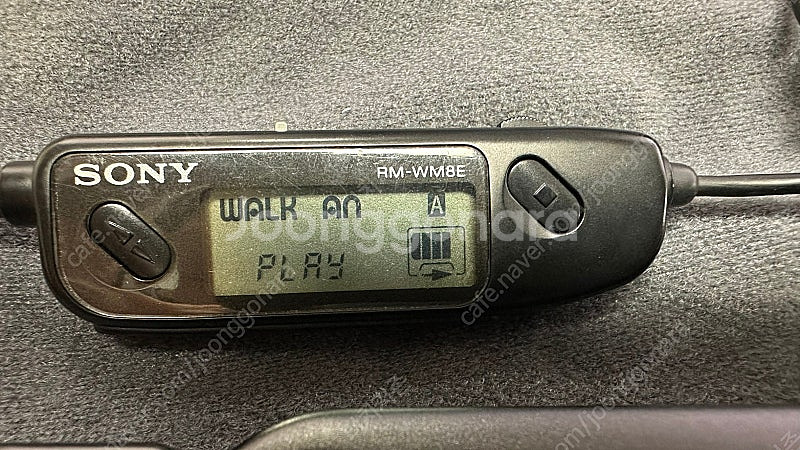 SONY
RM-WM8E
WALK AN
A
PLAY
joonggonara
cafe.naver.com/joonggonara